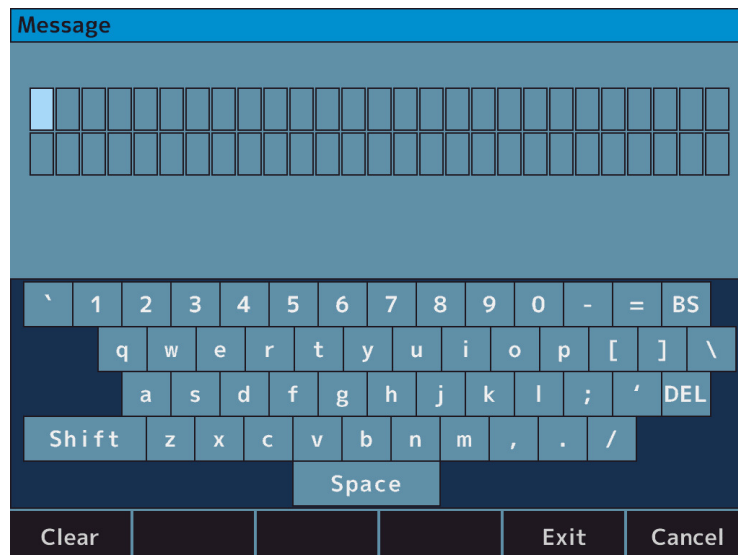 Message
` 1 2 3 4 5 6 7 8 9 0 - = BS
q w e r t y u i o p [ ] \
a s d f g h j k l ; ‘ DEL
Shift z x c v b n m , . /
Space
Clear Exit Cancel